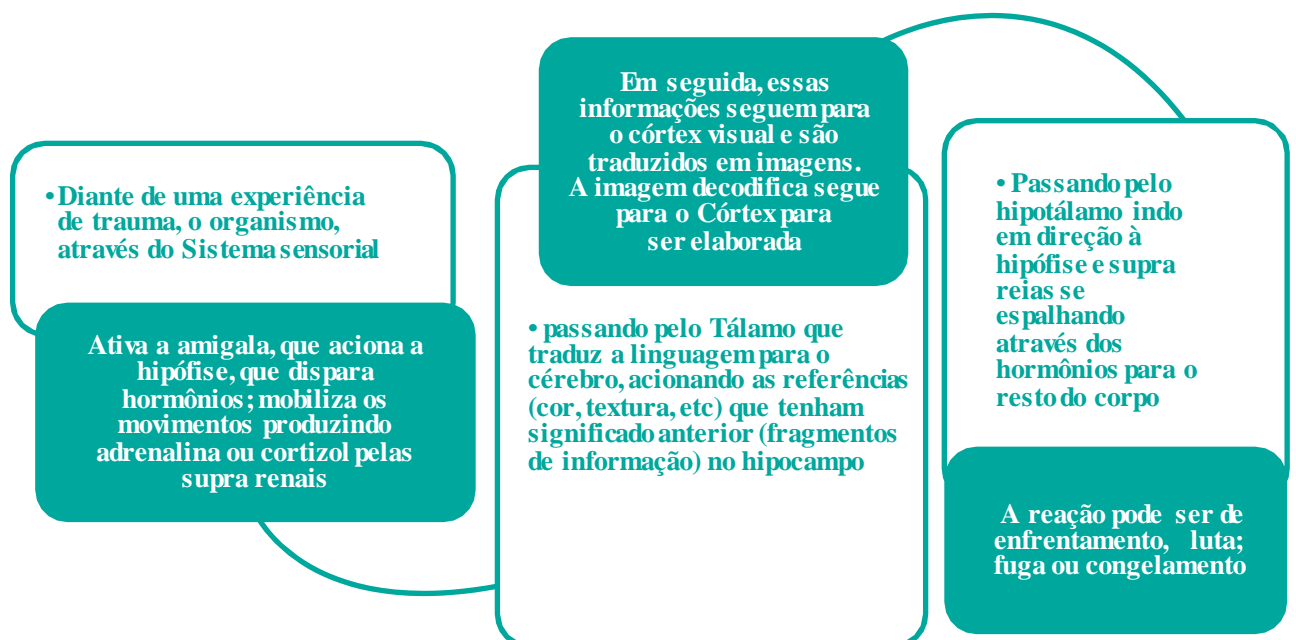 •Diante de uma experiência
de trauma, o organismo,
através do Sistema sensorial
Ativa a amigala, que aciona a
hipófise, que dispara
hormônios; mobiliza os
movimentos produzindo
adrenalina ou cortizol pelas
supra renais
• passando pelo Tálamo que
traduz a linguagem para o
cérebro, acionando as referências
(cor, textura, etc) que tenham
significado anterior (fragmentos
de informação) no hipocampo
Em seguida, essas
informações seguem para
o córtex visual e são
traduzidos em imagens.
A imagem decodifica segue
para o Córtex para
ser elaborada
• Passando pelo
hipotálamo indo
em direção à
hipófise e supra
reias se
espalhando
através dos
hormônios para o
resto do corpo
A reação pode ser de
enfrentamento, luta;
fuga ou congelamento